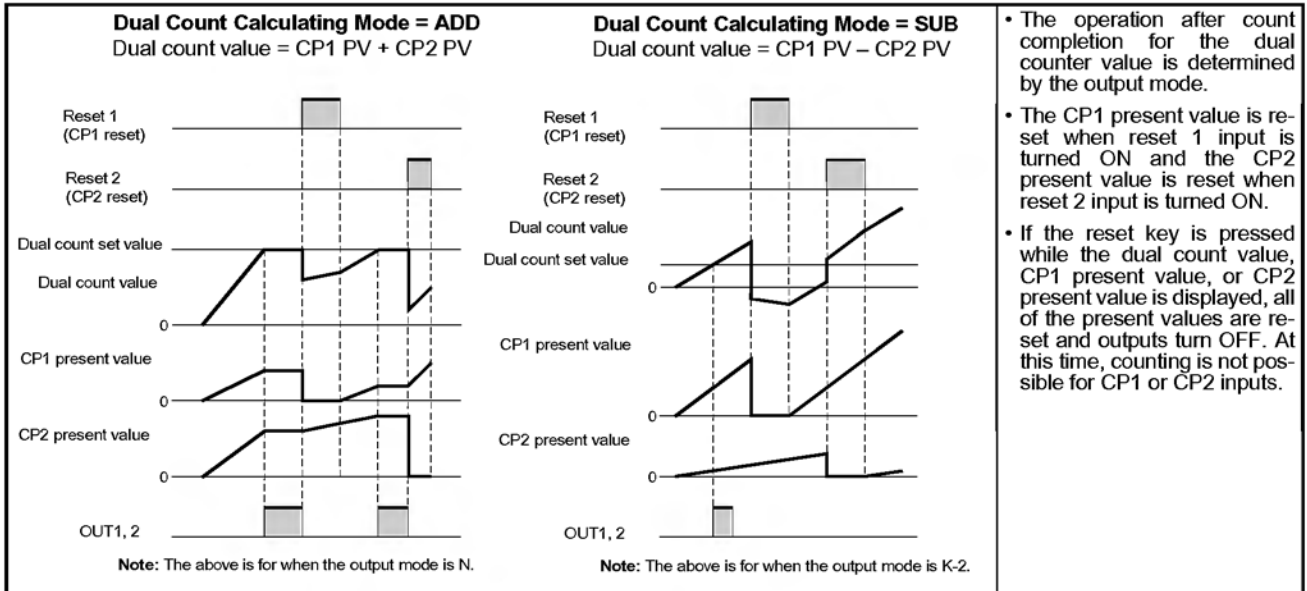 Dual Count Calculating Mode = ADD
Dual count value = CP1 PV + CP2 PV
Reset 1
(CP1 reset)
Reset 2
(CP2 reset)
Dual count set value
Dual count value
0
CP1 present value
0
CP2 present value
0
OUT1, 2
Note: The above is for when the output mode is N.
Dual Count Calculating Mode = SUB
Dual count value = CP1 PV – CP2 PV
Reset 1
(CP1 reset)
Reset 2
(CP2 reset)
Dual count value
Dual count set value
0
CP1 present value
0
CP2 present value
0
OUT1, 2
Note: The above is for when the output mode is K-2.
• The operation after count
completion for the dual
counter value is determined
by the output mode.
• The CP1 present value is re-
set when reset 1 input is
turned ON and the CP2
present value is reset when
reset 2 input is turned ON.
• If the reset key is pressed
while the dual count value,
CP1 present value, or CP2
present value is displayed, all
of the present values are re-
set and outputs turn OFF. At
this time, counting is not pos-
sible for CP1 or CP2 inputs.